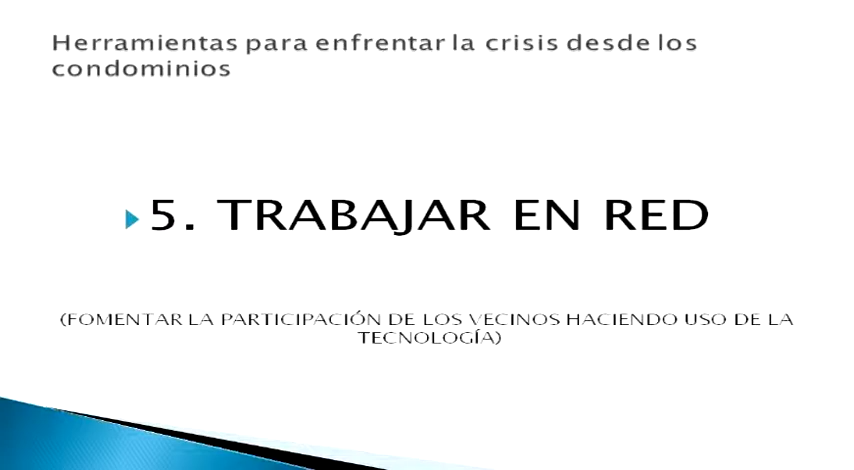 Herramientas para enfrentar la crisis desde los
condominios
5. TRABAJAR EN RED
(FOMENTAR LA PARTICIPACIÓN DE LOS VECINOS HACIENDO USO DE LA
TECNOLOGÍA)